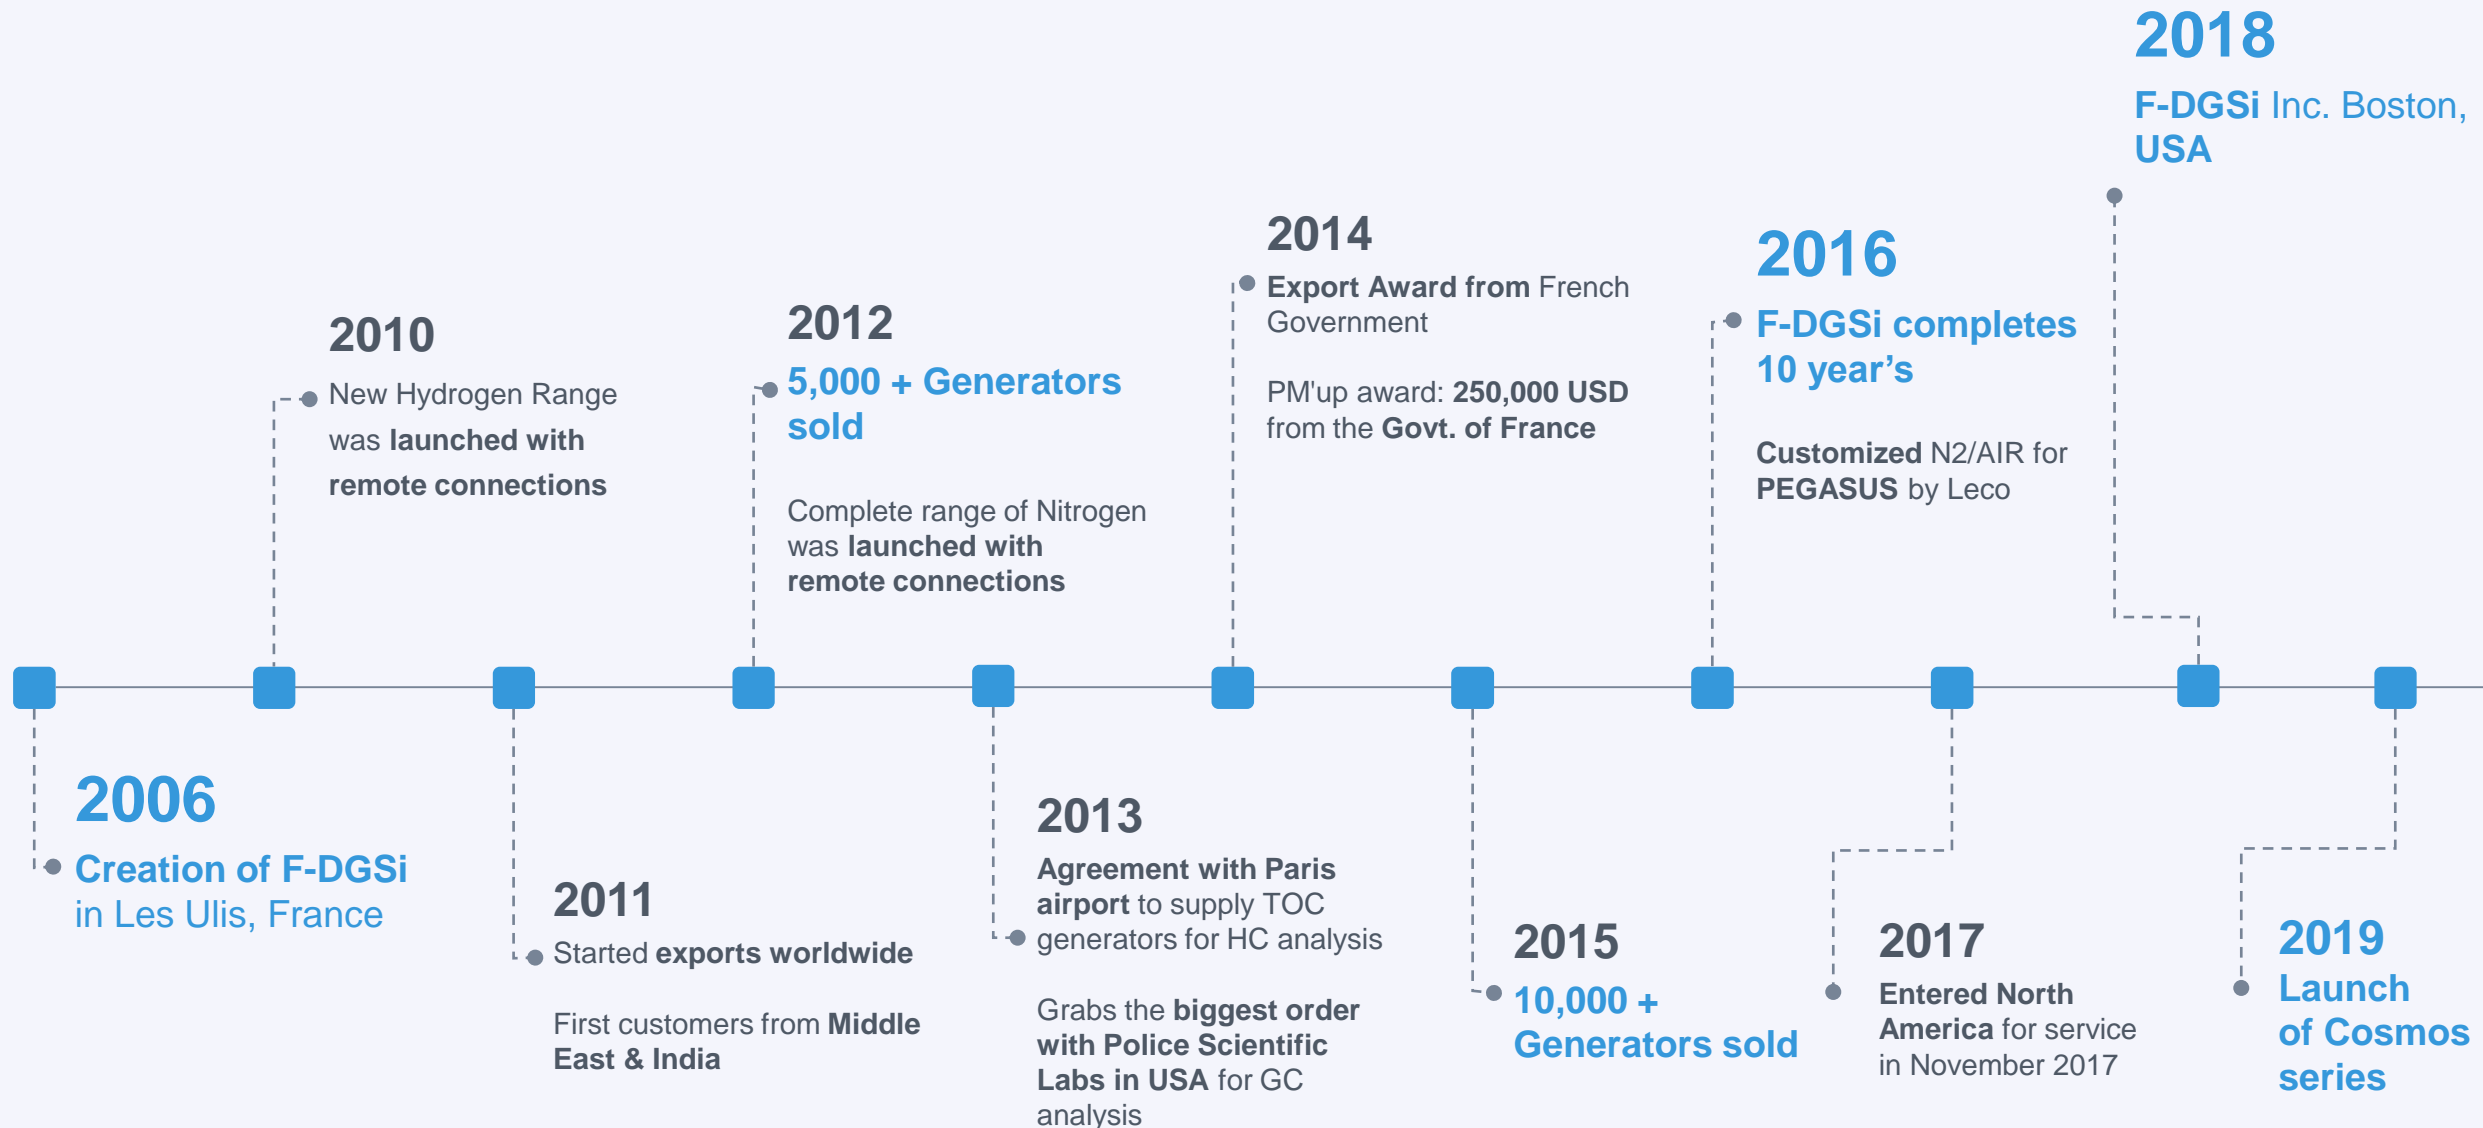 2006
Creation of F-DGSi
in Les Ulis, France
2010
New Hydrogen Range
was launched with
remote connections
2011
Started exports worldwide
First customers from Middle
East & India
2012
5,000 + Generators
sold
Complete range of Nitrogen
was launched with
remote connections
2013
Agreement with Paris
airport to supply TOC
generators for HC analysis
Grabs the biggest order
with Police Scientific
Labs in USA for GC
analysis
2014
Export Award from French
Government
PM'up award: 250,000 USD
from the Govt. of France
2015
10,000 +
Generators sold
2016
F-DGSi completes
10 year’s
Customized N2/AIR for
PEGASUS by Leco
2017
Entered North
America for service
in November 2017
2018
F-DGSi Inc. Boston,
USA
2019
Launch
of Cosmos
series